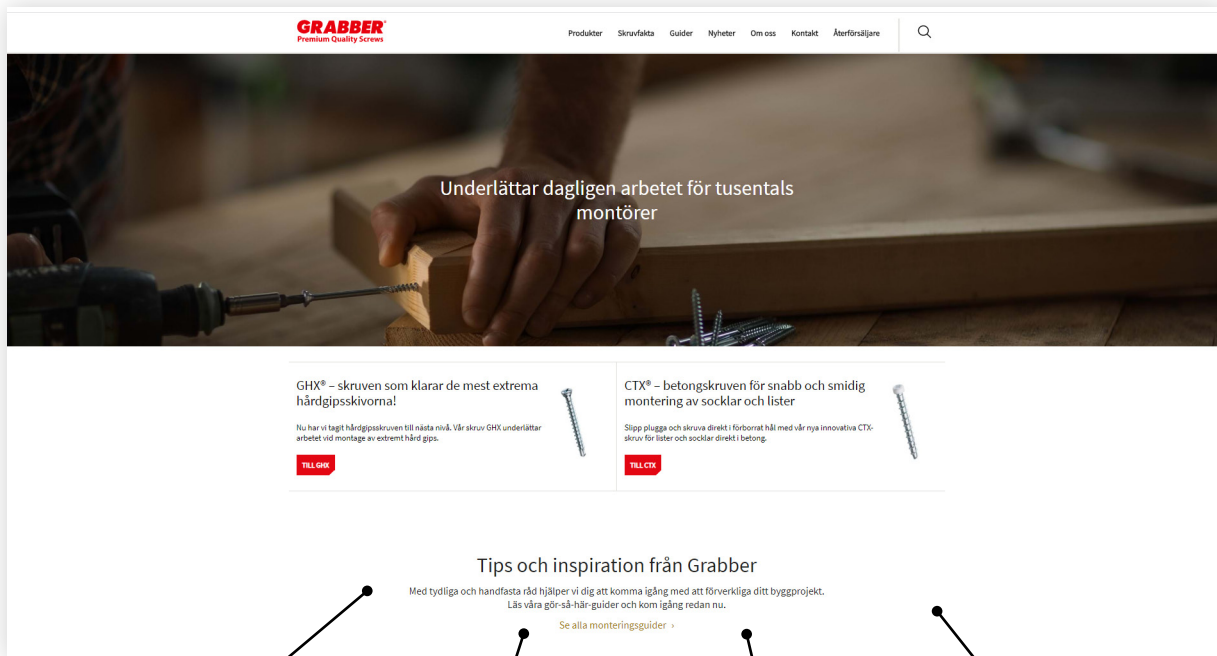 GRABBER®
Premium Quality Screws
Produkter Skruvfakta Guider Nyheter Om oss Kontakt Återförsäljare
Underlättar dagligen arbetet för tusentals
montörer
GHX® – skruven som klarar de mest extrema
hårdgipsskivorna!
Nu har vi tagit hårdgipsskruven till nästa nivå. Vår skruv GHX underlättar
arbetet vid montage av extremt hård gips.
TILL GHX
CTX® – betongskruven för snabb och smidig
montering av socklar och lister
Slipp plugga och skruva direkt i förborrat hål med vår nya innovativa CTX-
skruv för lister och socklar direkt i betong.
TILL CTX
Tips och inspiration från Grabber
Med tydliga och handfasta råd hjälper vi dig att komma igång med att förverkliga ditt byggprojekt.
Läs våra gör-så-här-guider och kom igång redan nu.
Se alla monteringsguider ›